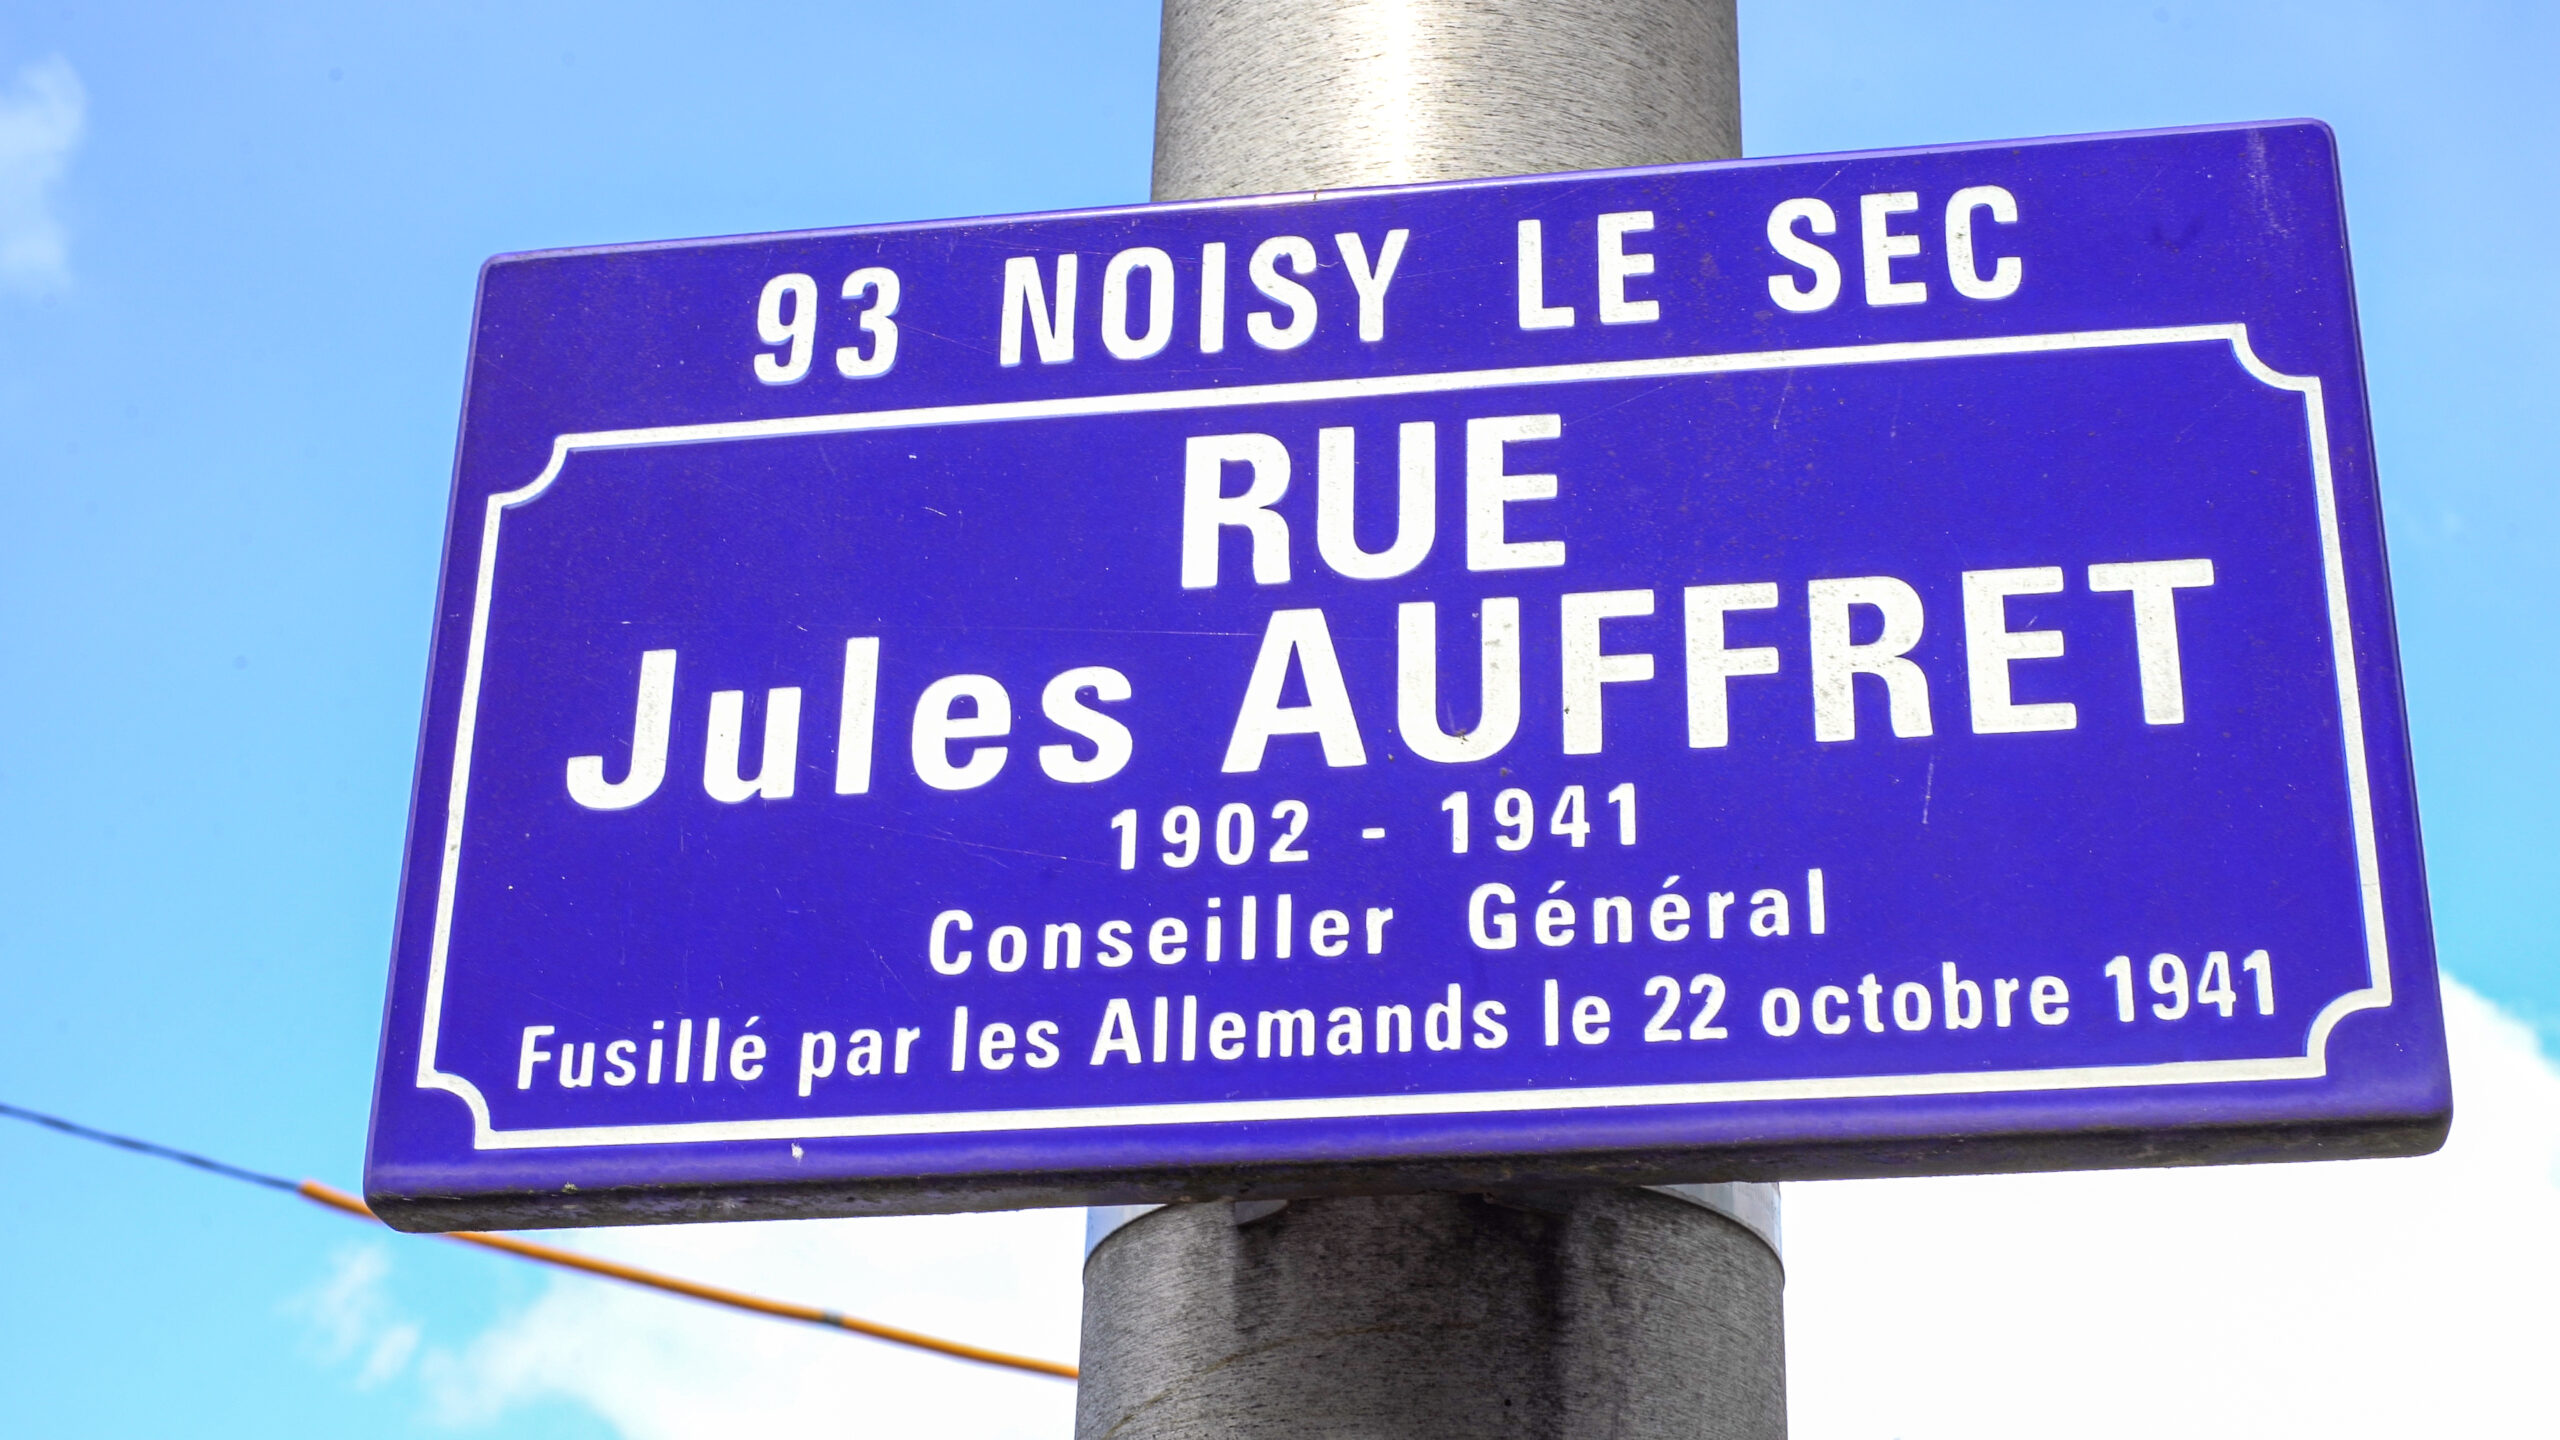 93 NOISY LE SEC
RUE
Jules AUFFRET
1902 - 1941
Conseiller Général
Fusillé par les Allemands le 22 octobre 1941